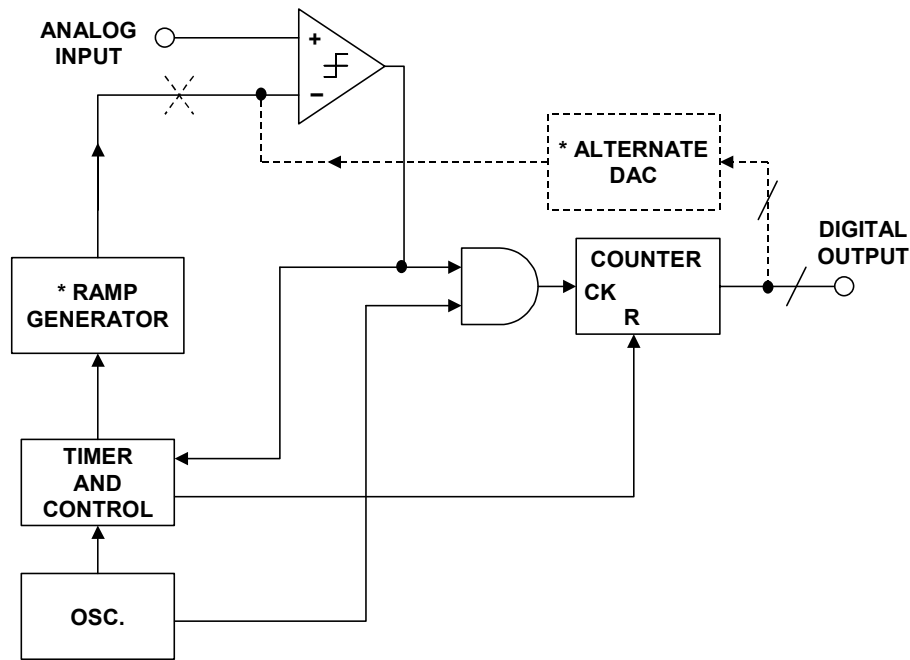 ANALOG
INPUT
+
−
* ALTERNATE
DAC
DIGITAL
OUTPUT
* RAMP
GENERATOR
COUNTER
CK
R
TIMER
AND
CONTROL
OSC.